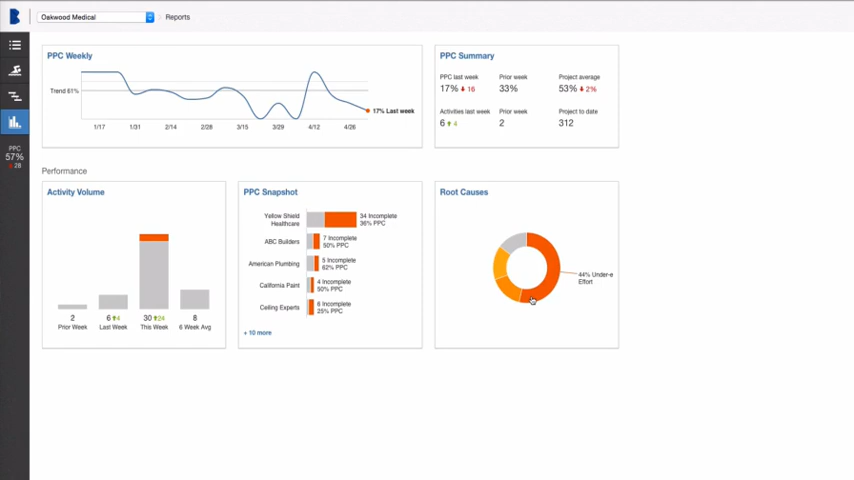 Oakwood Medical
Reports
PPC Weekly
Trend 61%
17% Last week
1/17
1/31
2/14
2/28
3/15
3/29
4/12
4/26
PPC Summary
PPC last week
Prior week
Project average
17% 16
33%
53% 2%
Activities last week
Prior week
Project to date
6 4
2
312
PPC
57%
28
Performance
Activity Volume
2
6 4
30 24
8
Prior Week
Last Week
This Week
6 Week Avg
PPC Snapshot
Yellow Shield
Healthcare
34 Incomplete
36% PPC
ABC Builders
7 Incomplete
50% PPC
American Plumbing
5 Incomplete
62% PPC
California Paint
4 Incomplete
50% PPC
Ceiling Experts
6 Incomplete
25% PPC
+ 10 more
Root Causes
44% Under-e
Effort